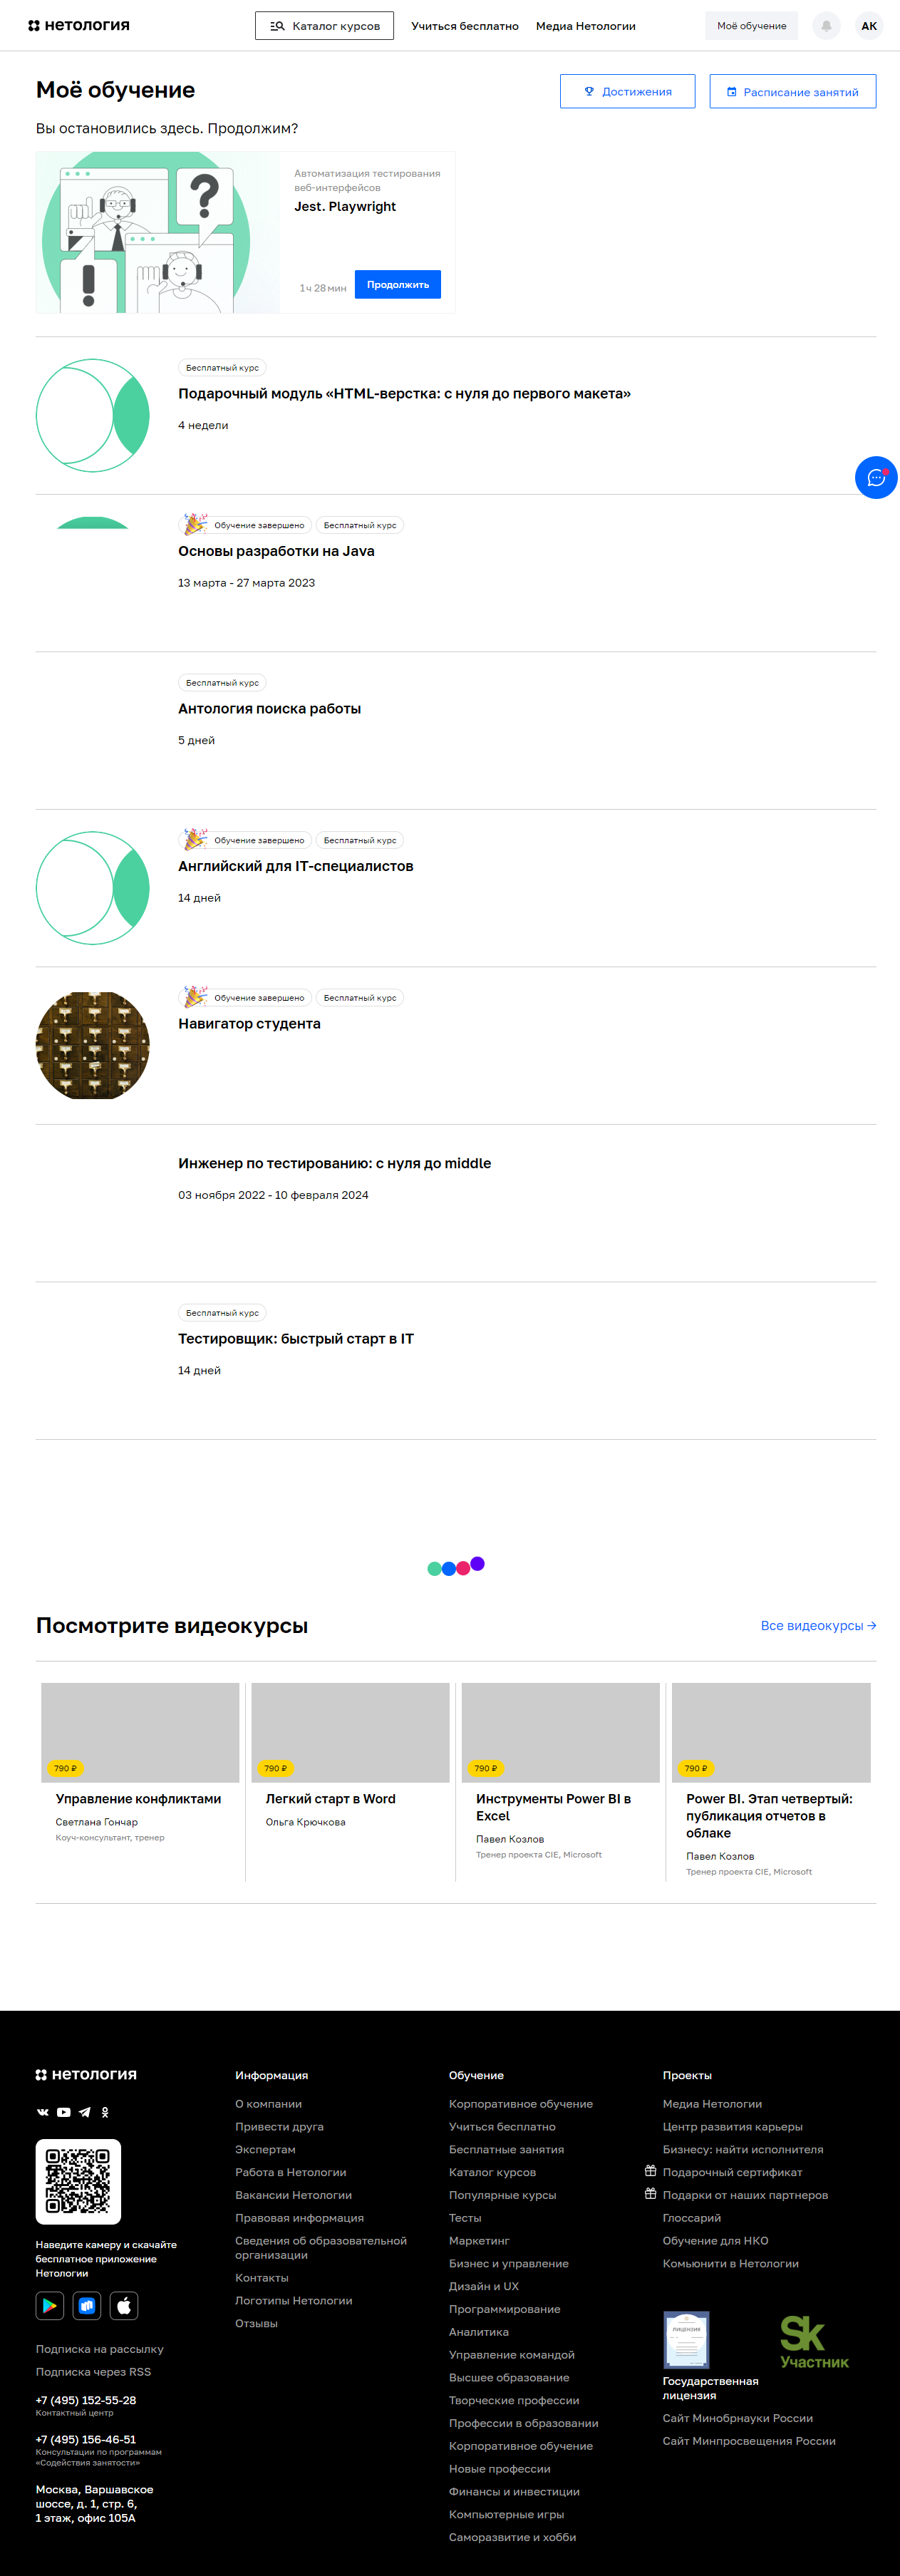 нетология
Каталог курсов
Учиться бесплатно
Медиа Нетологии
Моё обучение
АК
Моё обучение
Достижения
Расписание занятий
Вы остановились здесь. Продолжим?
Автоматизация тестирования
веб-интерфейсов
Jest. Playwright
1 ч 28 мин
Продолжить
Бесплатный курс
Подарочный модуль «HTML-верстка: с нуля до первого макета»
4 недели
Обучение завершено
Бесплатный курс
Основы разработки на Java
13 марта - 27 марта 2023
Бесплатный курс
Антология поиска работы
5 дней
Обучение завершено
Бесплатный курс
Английский для IT-специалистов
14 дней
Обучение завершено
Бесплатный курс
Навигатор студента
Инженер по тестированию: с нуля до middle
03 ноября 2022 - 10 февраля 2024
Бесплатный курс
Тестировщик: быстрый старт в IT
14 дней
Посмотрите видеокурсы
Все видеокурсы →
790 ₽
Управление конфликтами
Светлана Гончар
Коуч-консультант, тренер
790 ₽
Легкий старт в Word
Ольга Крючкова
790 ₽
Инструменты Power BI в
Excel
Павел Козлов
Тренер проекта CIE, Microsoft
790 ₽
Power BI. Этап четвертый:
публикация отчетов в
облаке
Павел Козлов
Тренер проекта CIE, Microsoft
нетология
Наведите камеру и скачайте
бесплатное приложение
Нетологии
Подписка на рассылку
Подписка через RSS
+7 (495) 152-55-28
Контактный центр
+7 (495) 156-46-51
Консультации по программам
«Содействия занятости»
Москва, Варшавское
шоссе, д. 1, стр. 6,
1 этаж, офис 105А
Информация
О компании
Привести друга
Экспертам
Работа в Нетологии
Вакансии Нетологии
Правовая информация
Сведения об образовательной
организации
Контакты
Логотипы Нетологии
Отзывы
Обучение
Корпоративное обучение
Учиться бесплатно
Бесплатные занятия
Каталог курсов
Популярные курсы
Тесты
Маркетинг
Бизнес и управление
Дизайн и UX
Программирование
Аналитика
Управление командой
Высшее образование
Творческие профессии
Профессии в образовании
Корпоративное обучение
Новые профессии
Финансы и инвестиции
Компьютерные игры
Саморазвитие и хобби
Проекты
Медиа Нетологии
Центр развития карьеры
Бизнесу: найти исполнителя
Подарочный сертификат
Подарки от наших партнеров
Глоссарий
Обучение для НКО
Комьюнити в Нетологии
ЛИЦЕНЗИЯ
Государственная
лицензия
Sk
Участник
Сайт Минобрнауки России
Сайт Минпросвещения России